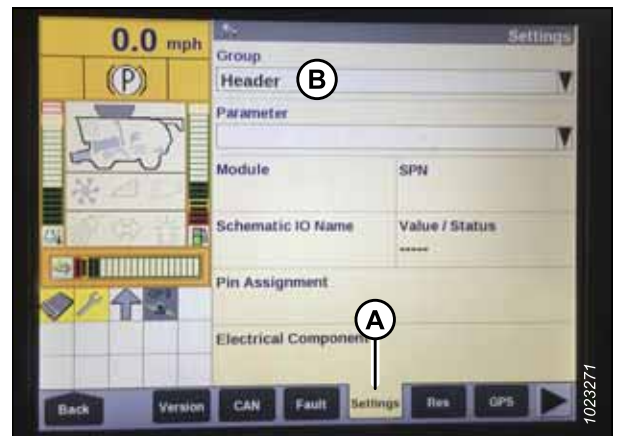 0.0 mph
Settings
(P)
Group
Header
B
Parameter
Module
SPN
Schematic IO Name
Value / Status
-----
Pin Assignment
A
Electrical Component
Back
Version
CAN
Fault
Settings
Res
GPS
1023271